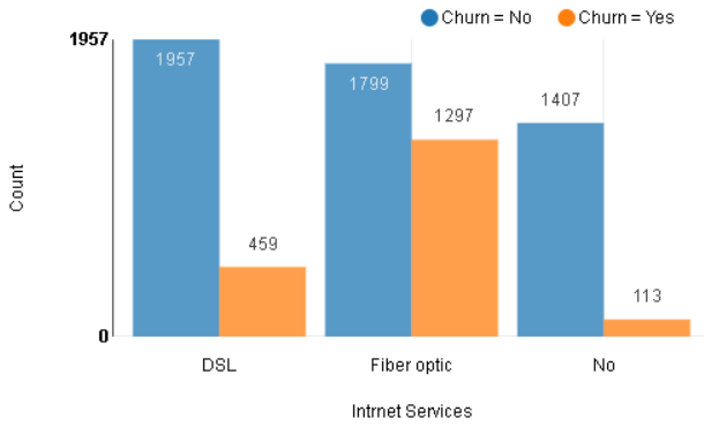 Churn = No Churn = Yes
1957
1957
1799
1407
1297
459
113
0
DSL Fiber optic No
Count
Intrnet Services